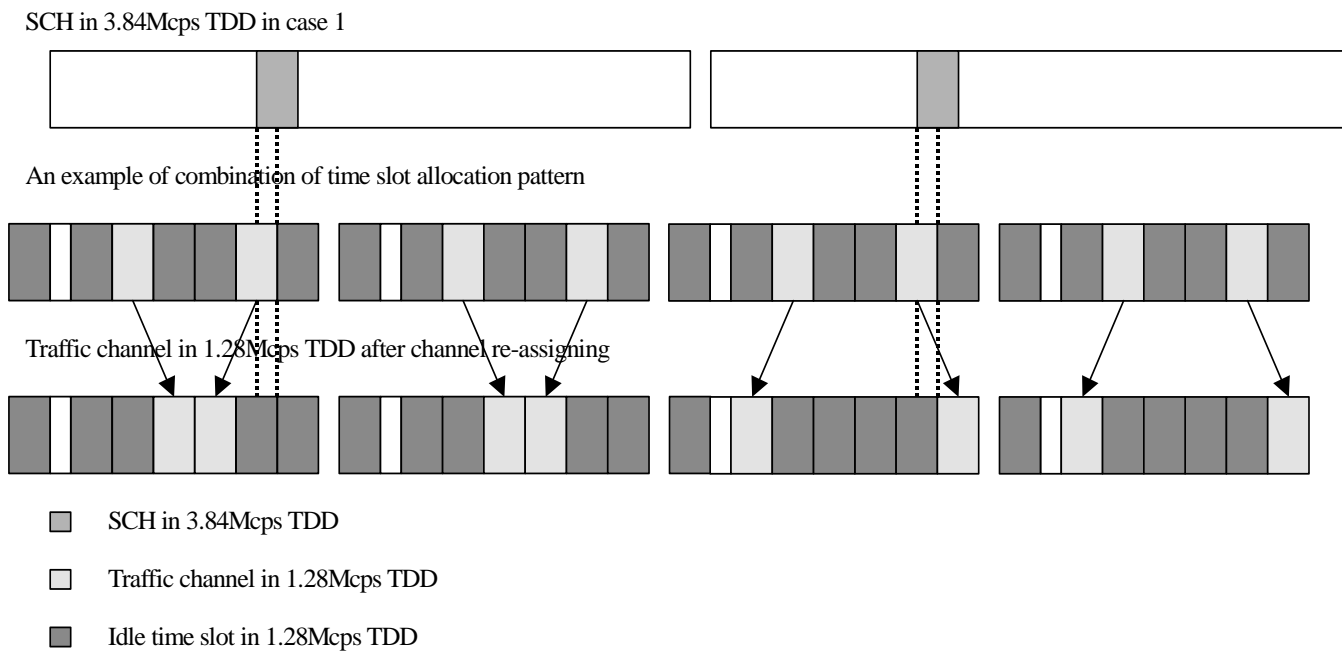 SCH in 3.84Mcps TDD in case 1
An example of combination of time slot allocation pattern
Traffic channel in 1.28Mcps TDD after channel re-assigning
SCH in 3.84Mcps TDD
Traffic channel in 1.28Mcps TDD
Idle time slot in 1.28Mcps TDD